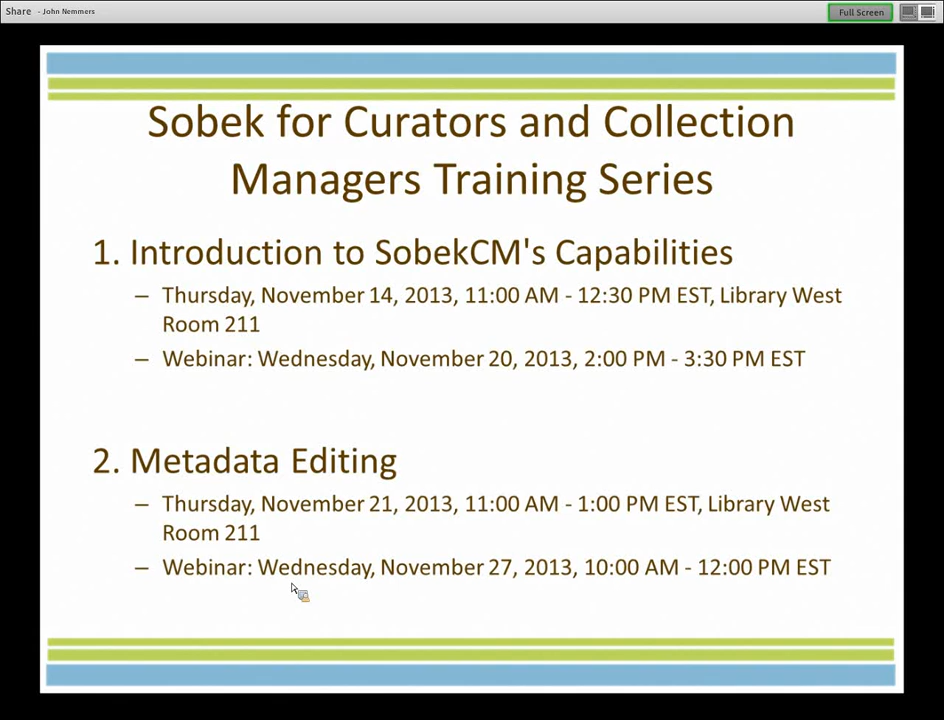 Share - John Nemmers
Full Screen
Sobek for Curators and Collection
Managers Training Series
1. Introduction to SobekCM's Capabilities
– Thursday, November 14, 2013, 11:00 AM - 12:30 PM EST, Library West
Room 211
– Webinar: Wednesday, November 20, 2013, 2:00 PM - 3:30 PM EST
2. Metadata Editing
– Thursday, November 21, 2013, 11:00 AM - 1:00 PM EST, Library West
Room 211
– Webinar: Wednesday, November 27, 2013, 10:00 AM - 12:00 PM EST